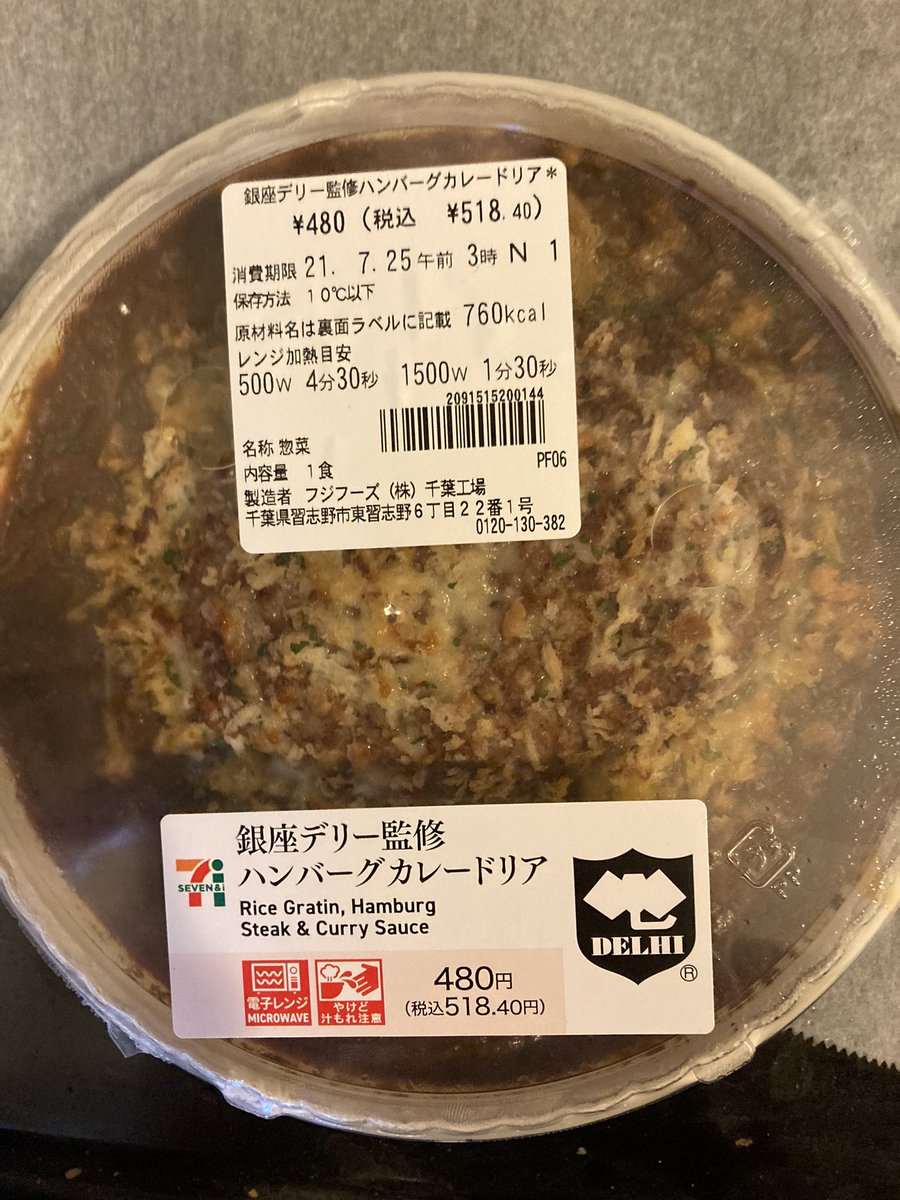 銀座デリー監修ハンバーグカレードリア*
¥480 (税込 ¥518.40)
消費期限 21. 7.25午前 3時 N 1
保存方法 10℃以下
原材料名は裏面ラベルに記載 760kcal
レンジ加熱目安
500W 4分30秒 1500W 1分30秒
2091515200144
名称 惣菜
内容量 1食
PF06
製造者 フジフーズ (株) 千葉工場
千葉県習志野市東習志野6丁目22番1号
0120-130-382
銀座デリー監修
ハンバーグカレードリア
SEVEN&i
Rice Gratin, Hamburg
Steak & Curry Sauce
DELHI
®
電子レンジ
MICROWAVE
やけど
汁もれ注意
480円
(税込518.40円)